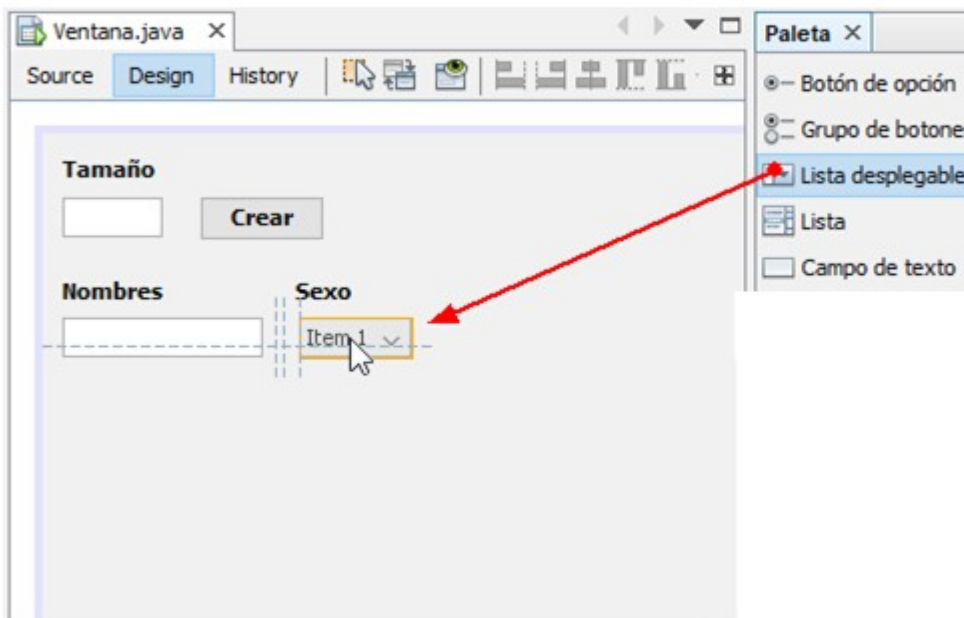 Ventana.java
Paleta
Source Design History
Botón de opción
Grupo de botone
Lista desplegable
Lista
Campo de texto
Tamaño
Crear
Nombres Sexo
Item 1